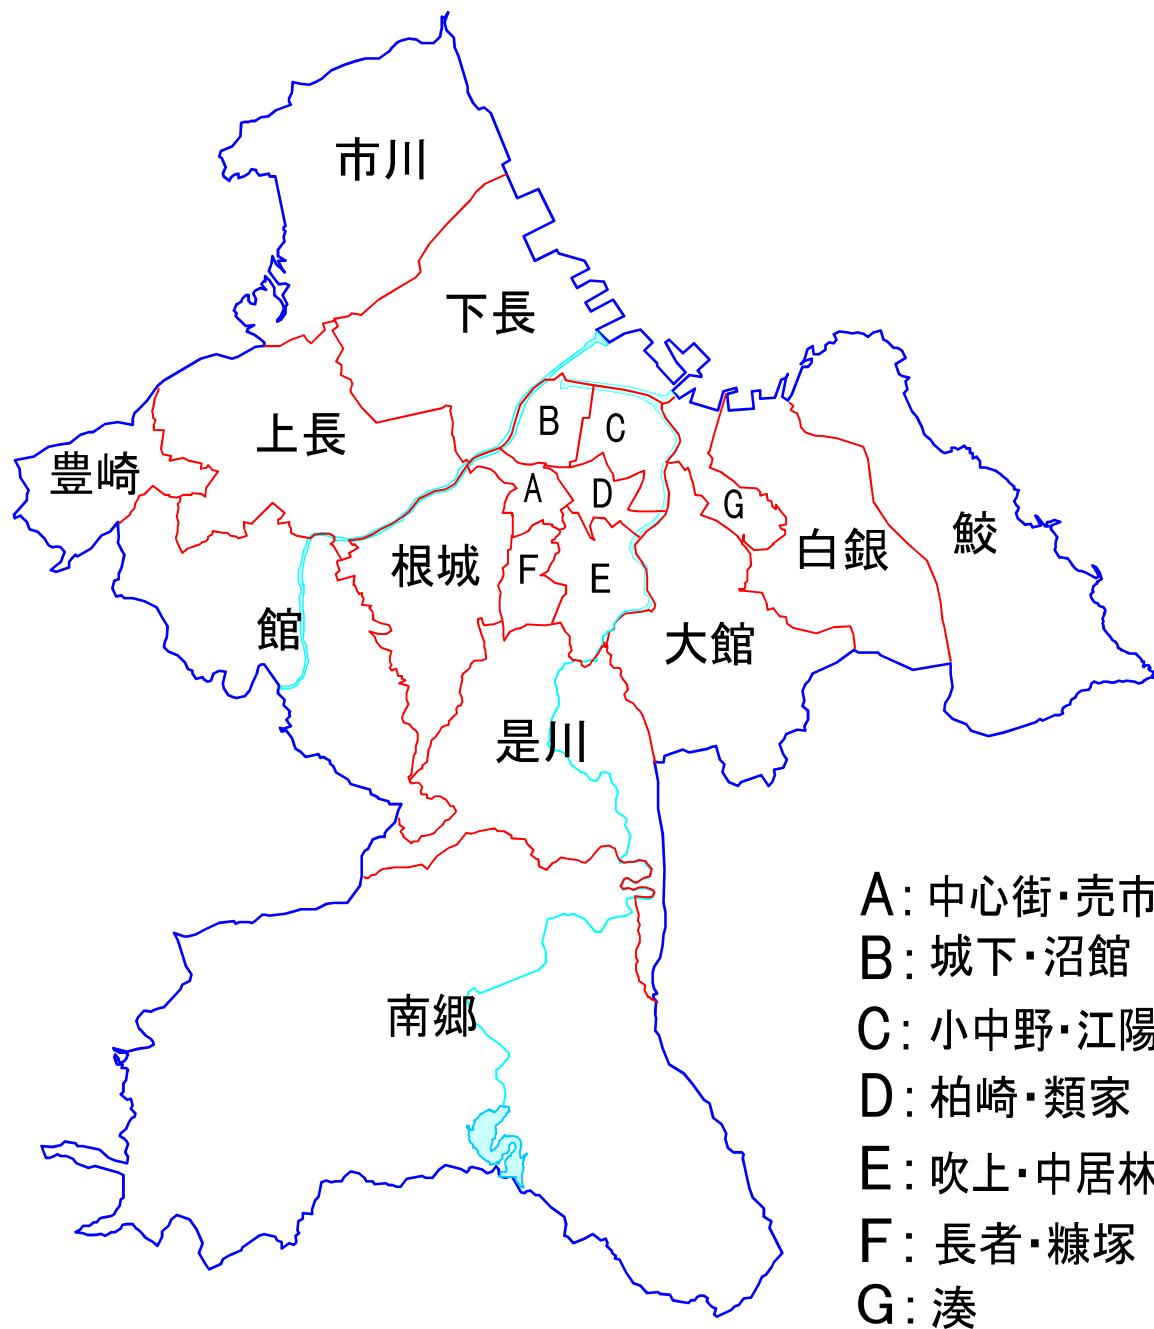 市川
下長
上長
豊崎
B
C
A
D
G
鮫
白銀
根城
F
E
館
大館
是川
南郷
A:中心街・売市
B:城下・沼館
C:小中野・江陽
D:柏崎・類家
E:吹上・中居林
F:長者・糠塚
G:湊